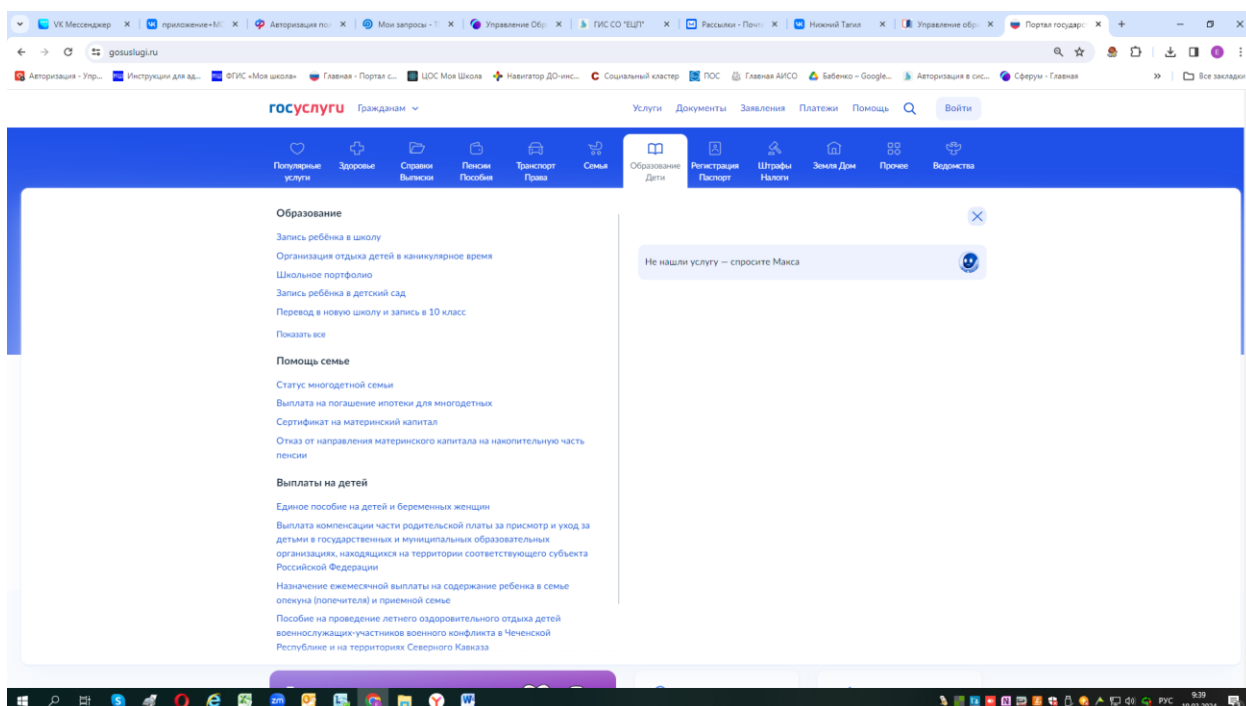 VK Мессенджер
приложение+МС
Авторизация по
Мои запросы - Т
Управление Обр
ГИС СО "ЕЦП"
Рассылки - Почт
Нижний Тагил
Управление обр
Портал государс
gosuslugi.ru
Авторизация - Упр...
Инструкции для ад...
ФГИС «Моя школа»
Главная - Портал с...
ЦОС Моя Школа
Навигатор ДО-инс...
Социальный кластер
ПОС
Главная АИСО
Бабенко – Google...
Авторизация в сис...
Сферум - Главная
Все закладки
госуслуги
Гражданам
Услуги Документы Заявления Платежи Помощь
Войти
Популярные услуги
Здоровье
Справки Выписки
Пенсии Пособия
Транспорт Права
Семья
Образование Дети
Регистрация Паспорт
Штрафы Налоги
Земля Дом
Прочее
Ведомства
Образование
Запись ребёнка в школу
Организация отдыха детей в каникулярное время
Школьное портфолио
Запись ребёнка в детский сад
Перевод в новую школу и запись в 10 класс
Показать все
Помощь семье
Статус многодетной семьи
Выплата на погашение ипотеки для многодетных
Сертификат на материнский капитал
Отказ от направления материнского капитала на накопительную часть
пенсии
Выплаты на детей
Единое пособие на детей и беременных женщин
Выплата компенсации части родительской платы за присмотр и уход за
детьми в государственных и муниципальных образовательных
организациях, находящихся на территории соответствующего субъекта
Российской Федерации
Назначение ежемесячной выплаты на содержание ребенка в семье
опекуна (попечителя) и приемной семье
Пособие на проведение летнего оздоровительного отдыха детей
военнослужащих-участников военного конфликта в Чеченской
Республике и на территориях Северного Кавказа
Не нашли услугу — спросите Макса
РУС
9:39